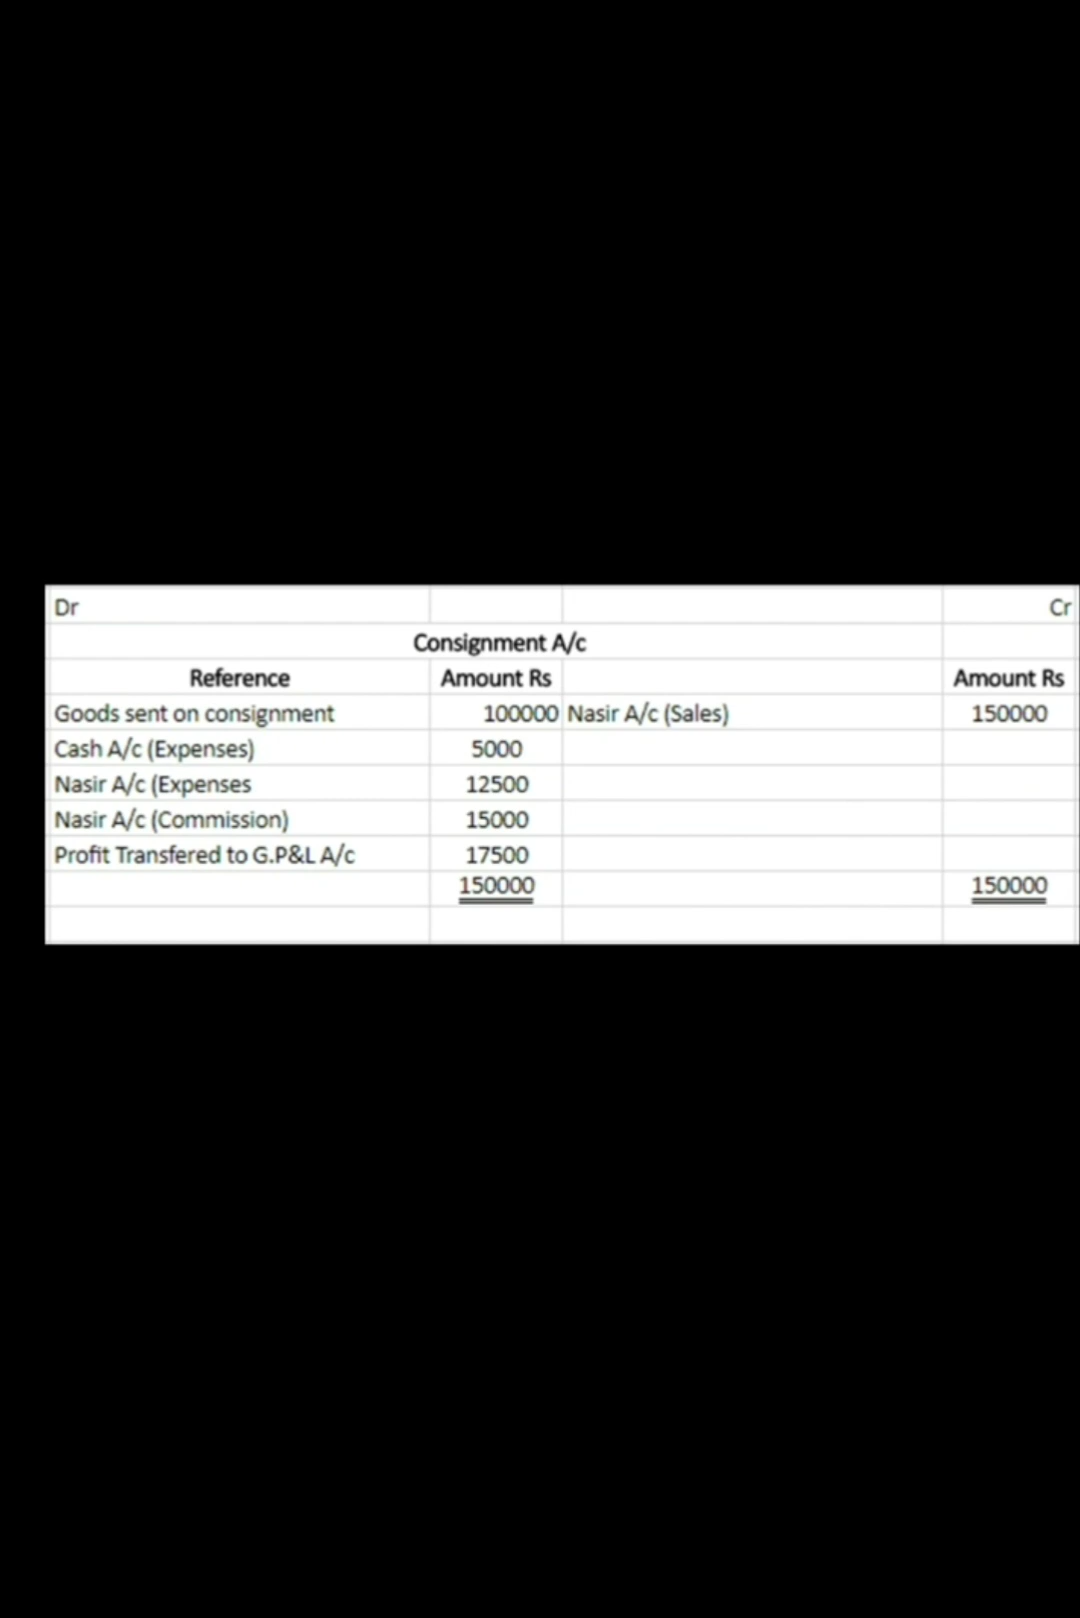 Dr Cr
Consignment A/c
Reference Amount Rs Amount Rs
Goods sent on consignment 100000 Nasir A/c (Sales) 150000
Cash A/c (Expenses) 5000
Nasir A/c (Expenses 12500
Nasir A/c (Commission) 15000
Profit Transfered to G.P&L A/c 17500
150000 150000